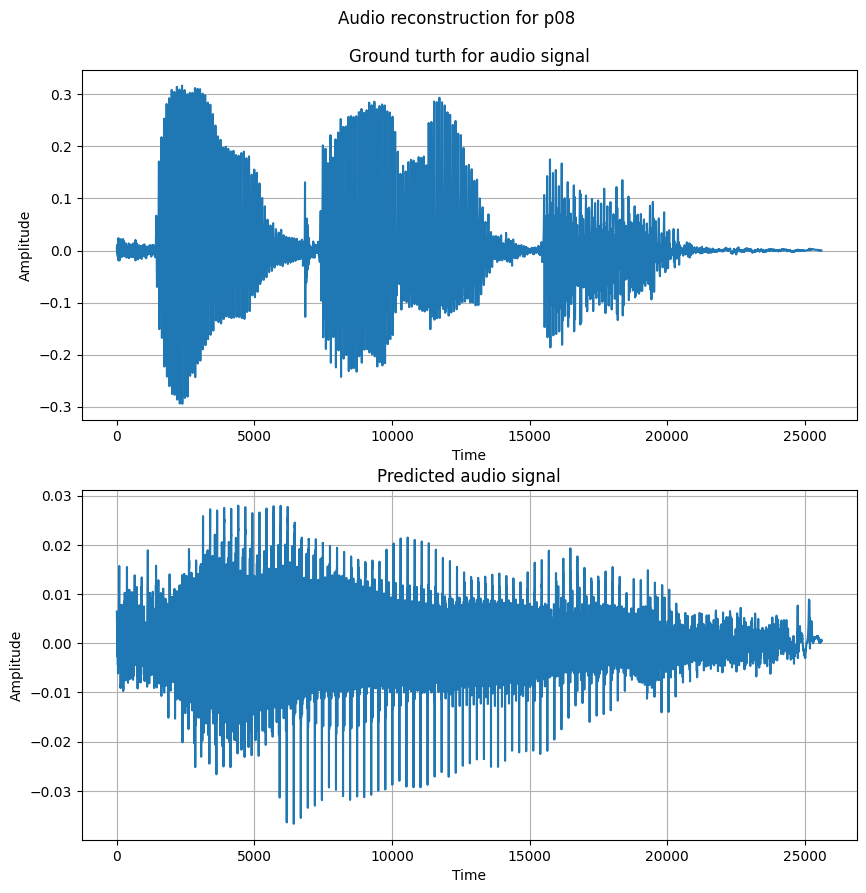 Audio reconstruction for p08
Ground turth for audio signal
0.3
0.2
0.1
0.0
−0.1
−0.2
−0.3
Amplitude
0 5000 10000 15000 20000 25000
Time
Predicted audio signal
0.03
0.02
0.01
0.00
−0.01
−0.02
−0.03
Amplitude
0 5000 10000 15000 20000 25000
Time